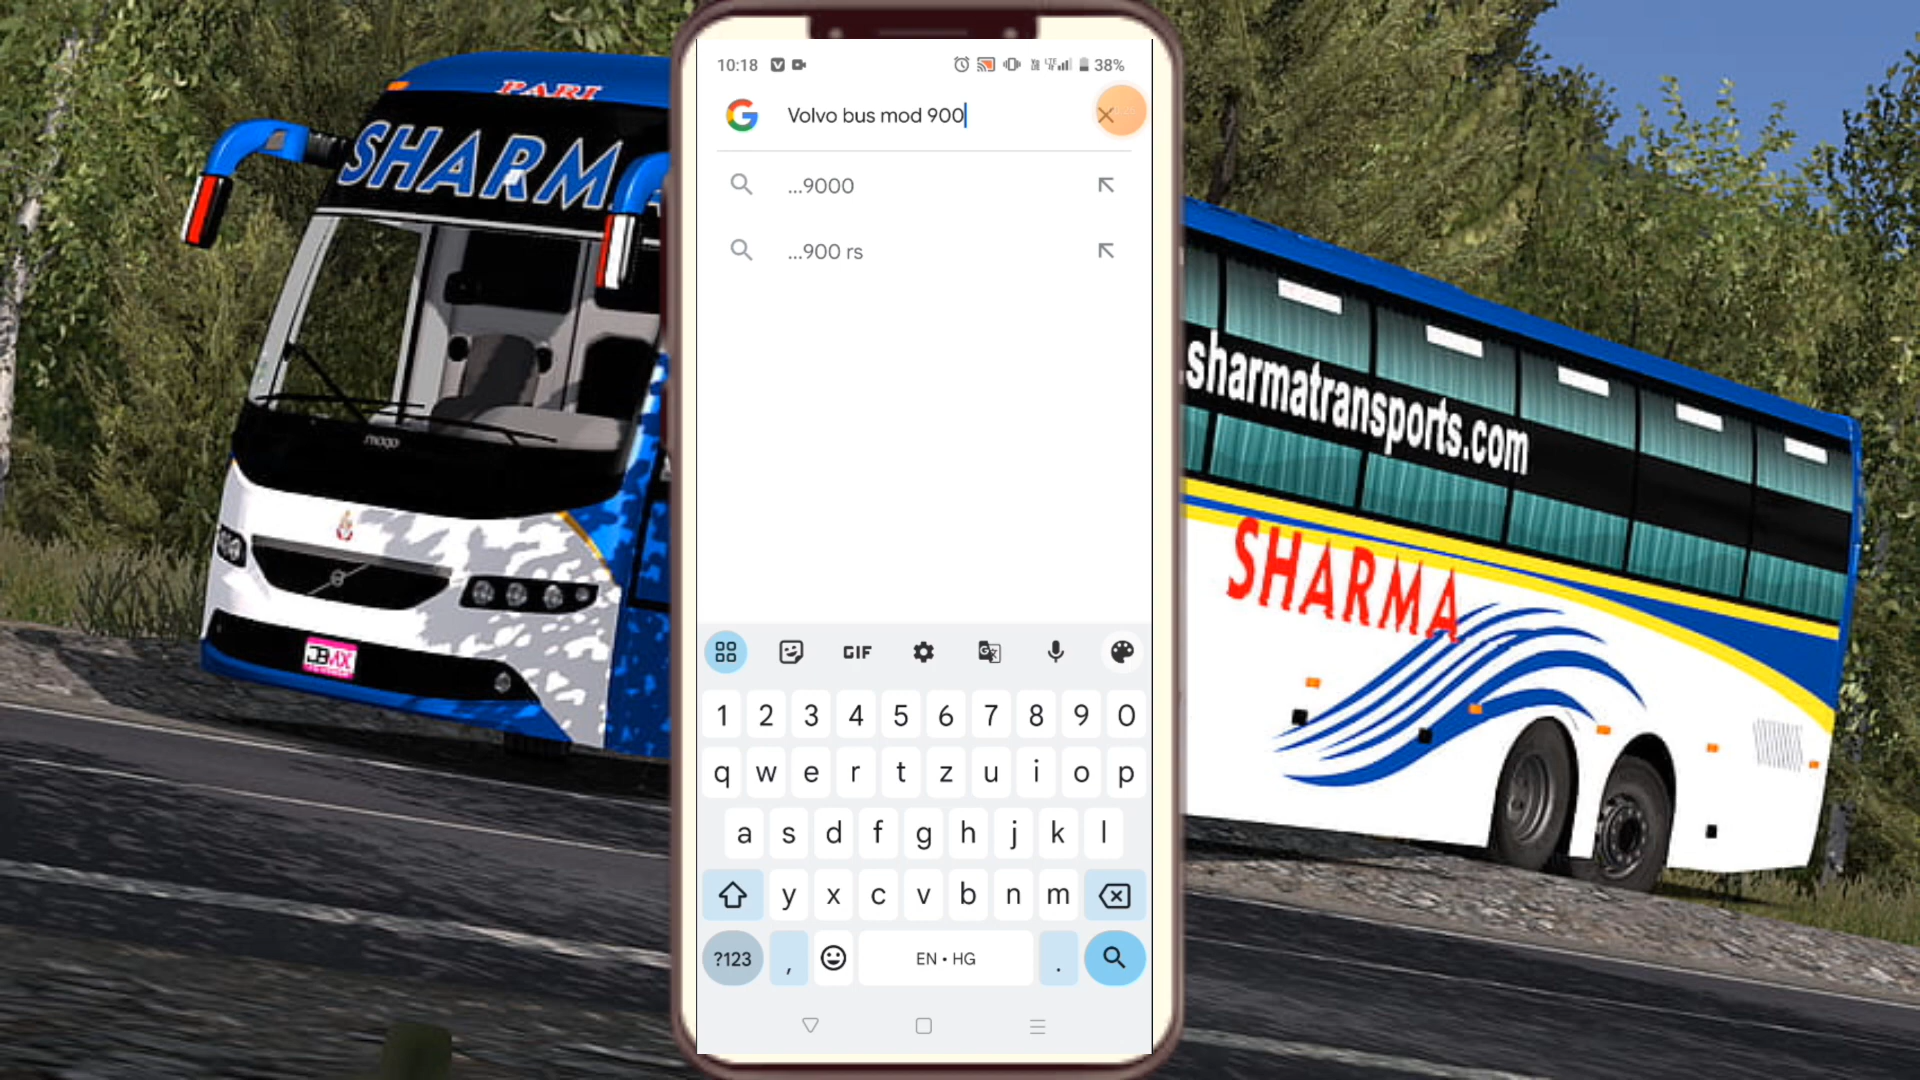 PARI
SHARMA
10:18
38%
Volvo bus mod 900
...9000
...900 rs
GIF
1 2 3 4 5 6 7 8 9 0
q w e r t z u i o p
a s d f g h j k l
y x c v b n m
?123 , EN • HG .
.sharmatransports.com
SHARMA